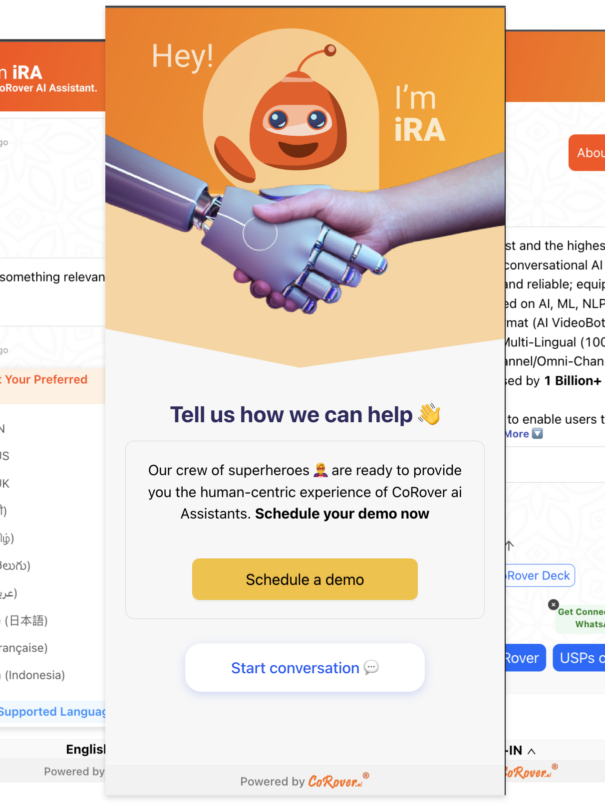 n iRA
CoRover AI Assistant.
go
something relevan
go
t Your Preferred
N
US
UK
(日本語)
rançaise)
(Indonesia)
Supported Languag
Englis
Powered by
Hey!
I'm
iRA
Tell us how we can help 👋
Our crew of superheroes 🦸 are ready to provide
you the human-centric experience of CoRover ai
Assistants. Schedule your demo now
Schedule a demo
Start conversation 💬
Powered by CoRover.ai®
Abou
st and the highes
conversational AI
and reliable; equip
ed on AI, ML, NLP
mat (AI VideoBot
Multi-Lingual (100
annel/Omni-Chan
sed by 1 Billion+
to enable users t
More 🔽
↑
oRover Deck
Get Connec
WhatsA
Rover
USPs o
-IN ^
CoRover.ai®